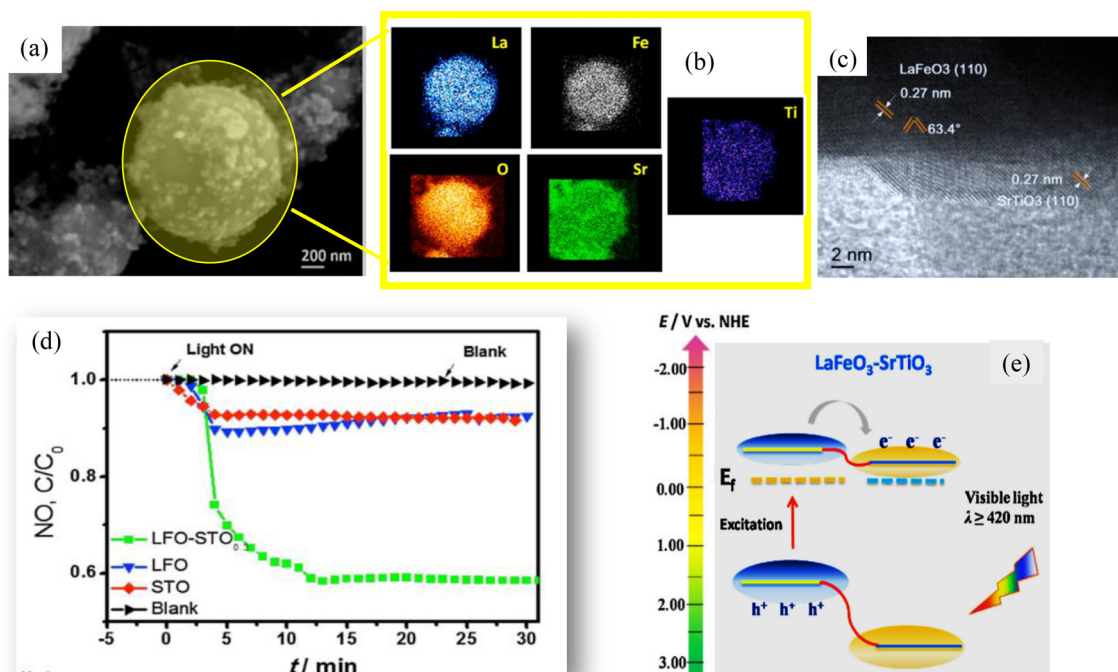 (a)
200 nm
La
Fe
(b)
Ti
O
Sr
(c)
LaFeO3 (110)
0.27 nm
63.4°
0.27 nm
SrTiO3 (110)
2 nm
(d)
Light ON
Blank
1.0
0.8
0.6
NO, C/C₀
LFO-STO
LFO
STO
Blank
-5 0 5 10 15 20 25 30
t/ min
(e)
E / V vs. NHE
LaFeO₃-SrTiO₃
-2.00
-1.00
0.00
1.00
2.00
3.00
e⁻ e⁻ e⁻
E_f
Excitation
Visible light
λ ≥ 420 nm
h⁺ h⁺ h⁺